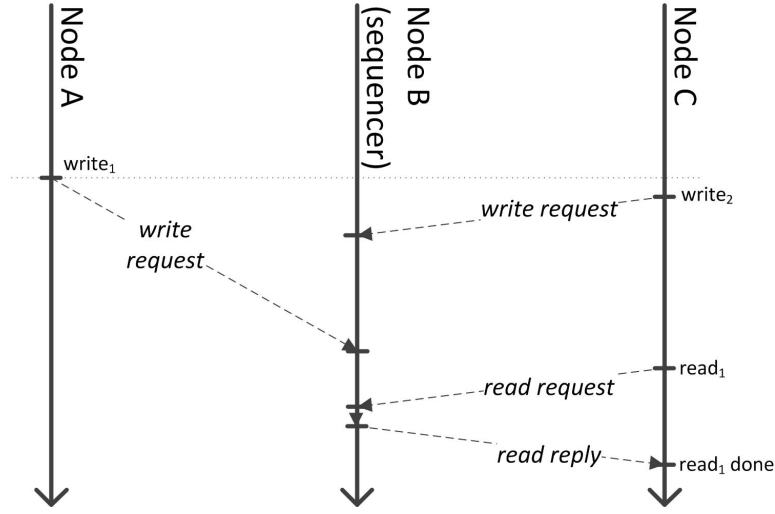 Node A
Node B
(sequencer)
Node C
write₁
write₂
write request
write
request
read₁
read request
read reply
read₁ done